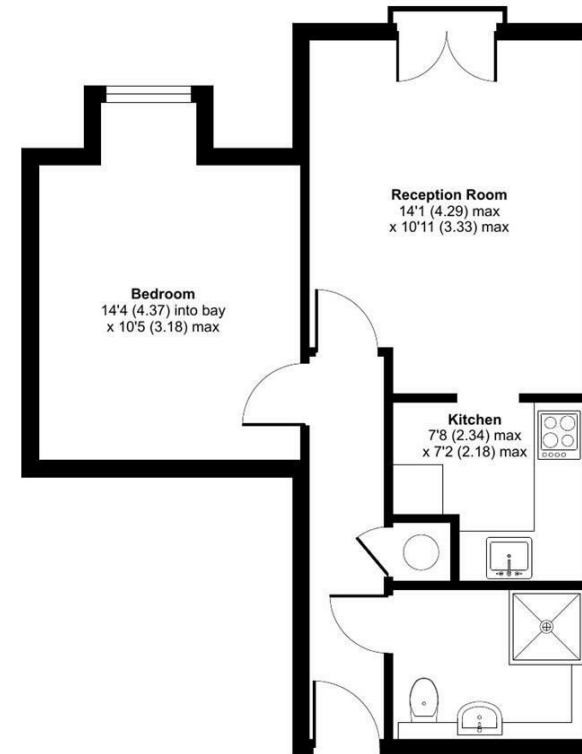 Reception Room
14'1 (4.29) max
x 10'11 (3.33) max
Bedroom
14'4 (4.37) into bay
x 10'5 (3.18) max
Kitchen
7'8 (2.34) max
x 7'2 (2.18) max